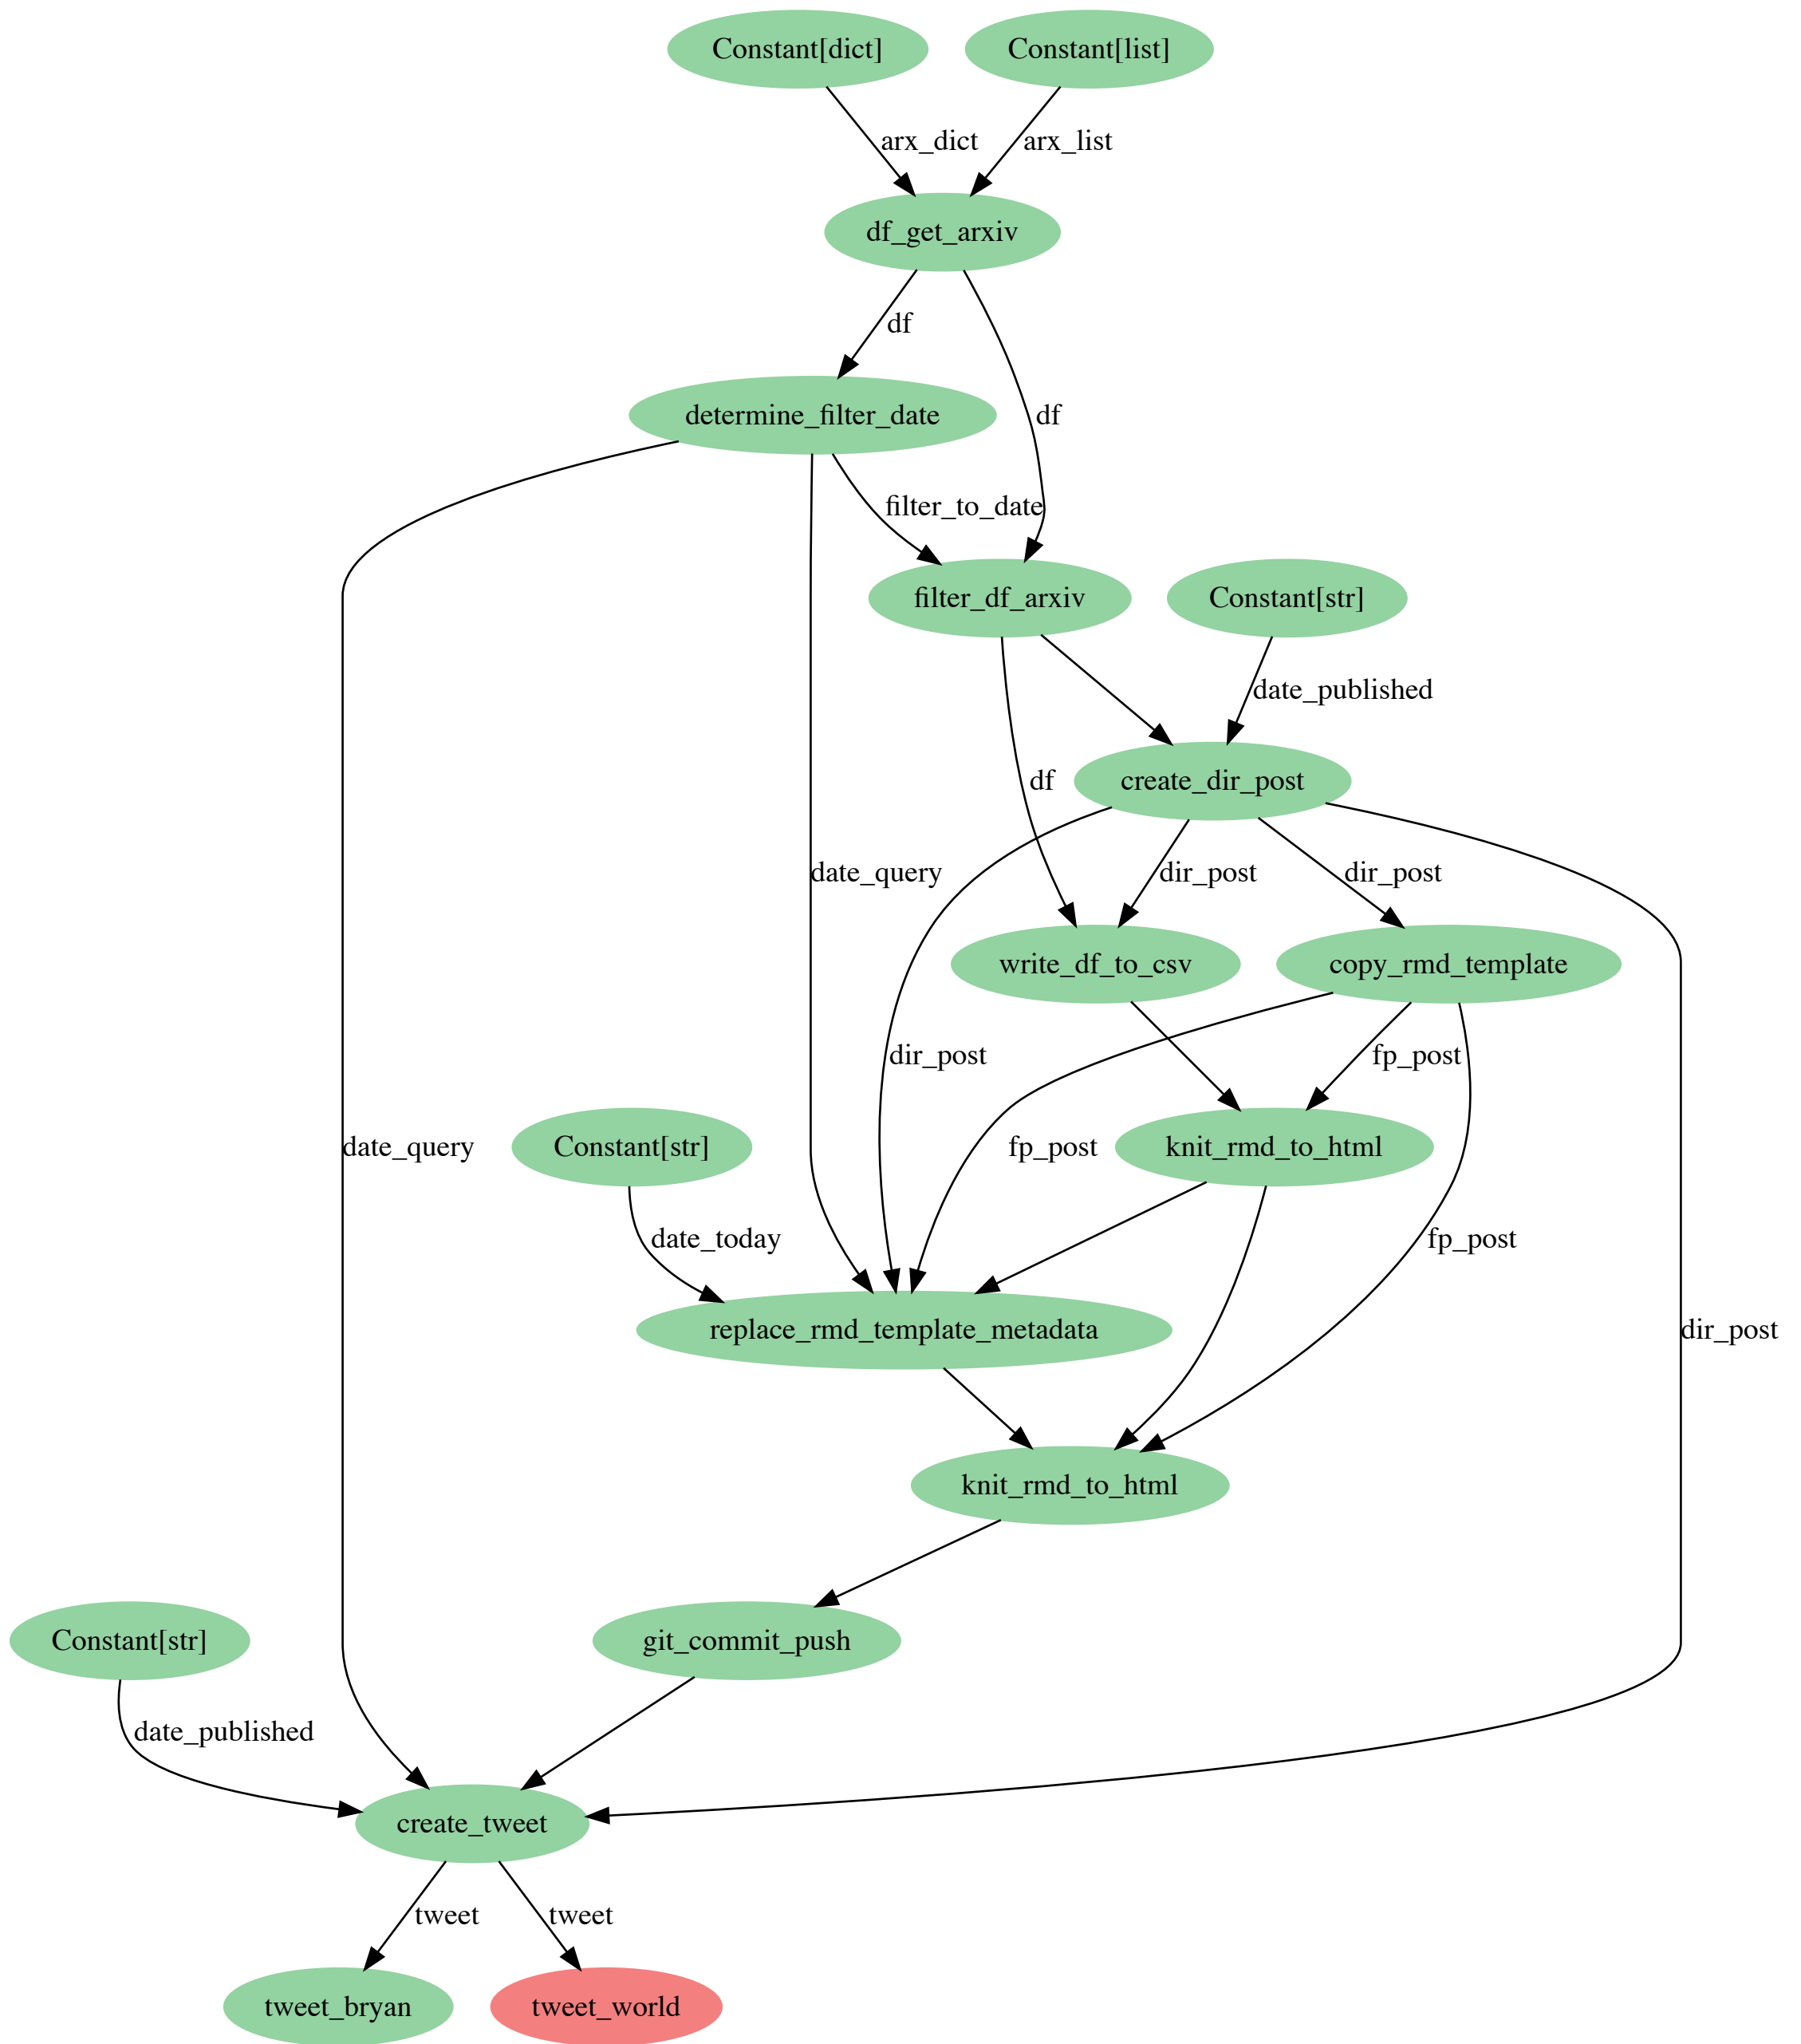 Constant[dict]
Constant[list]
arx_dict
arx_list
df_get_arxiv
df
determine_filter_date
df
filter_to_date
filter_df_arxiv
Constant[str]
date_published
create_dir_post
df
date_query
dir_post
dir_post
write_df_to_csv
copy_rmd_template
dir_post
fp_post
date_query
Constant[str]
fp_post
knit_rmd_to_html
date_today
fp_post
replace_rmd_template_metadata
dir_post
knit_rmd_to_html
Constant[str]
git_commit_push
date_published
create_tweet
tweet
tweet
tweet_bryan
tweet_world